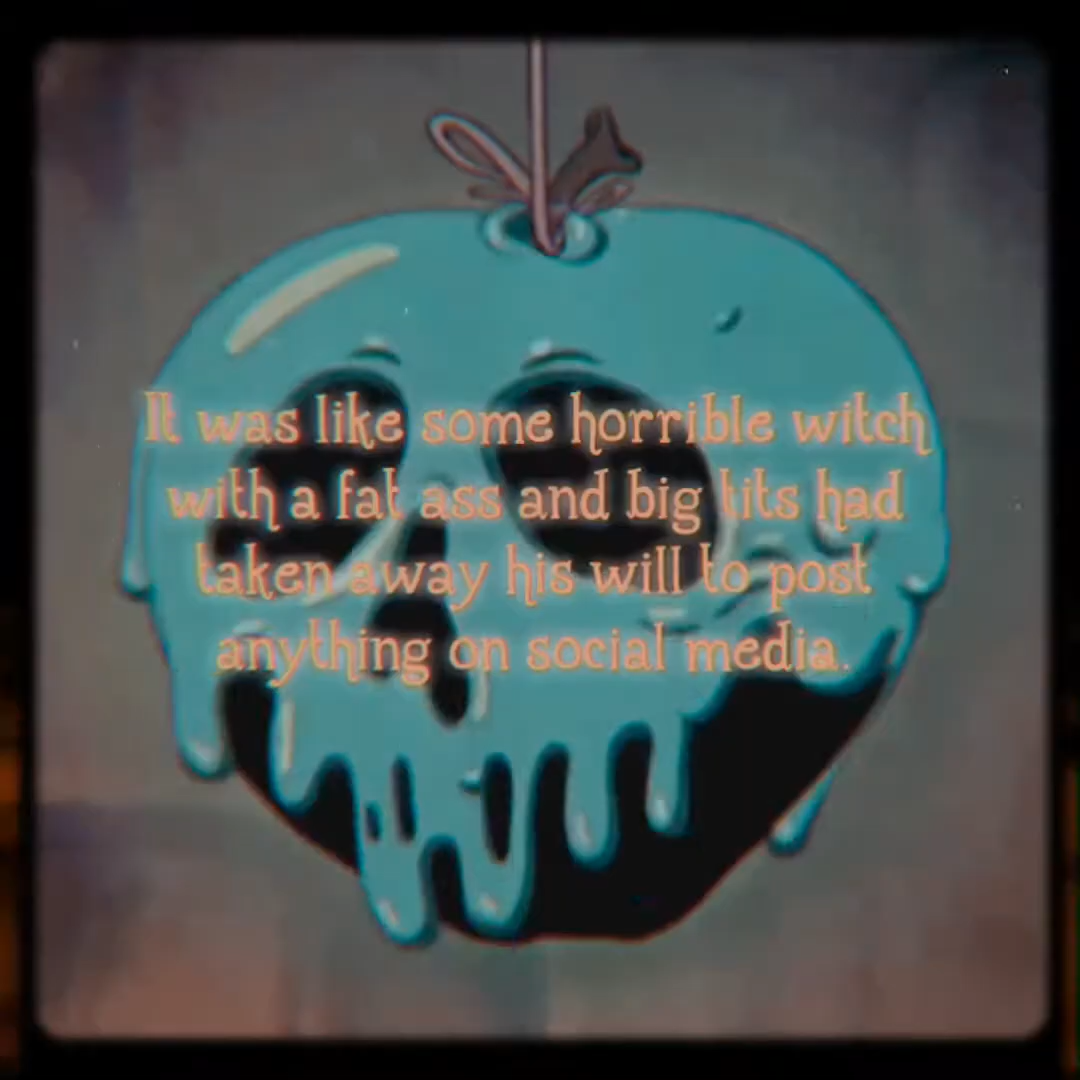 It was like some horrible witch
with a fat ass and big tits had
taken away his will to post
anything on social media.